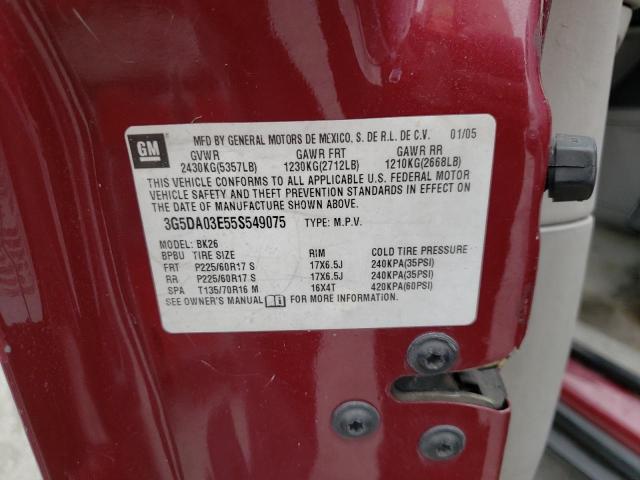 GM
MFD BY GENERAL MOTORS DE MEXICO, S. DE R.L. DE C.V. 01/05
GVWR GAWR FRT GAWR RR
2430KG(5357LB) 1230KG(2712LB) 1210KG(2668LB)
THIS VEHICLE CONFORMS TO ALL APPLICABLE U.S. FEDERAL MOTOR
VEHICLE SAFETY AND THEFT PREVENTION STANDARDS IN EFFECT ON
THE DATE OF MANUFACTURE SHOWN ABOVE.
3G5DA03E55S549075 TYPE: M.P.V.
MODEL: BK26
BPBU TIRE SIZE RIM COLD TIRE PRESSURE
FRT P225/60R17 S 17X6.5J 240KPA(35PSI)
RR P225/60R17 S 17X6.5J 240KPA(35PSI)
SPA T135/70R16 M 16X4T 420KPA(60PSI)
SEE OWNER'S MANUAL FOR MORE INFORMATION.